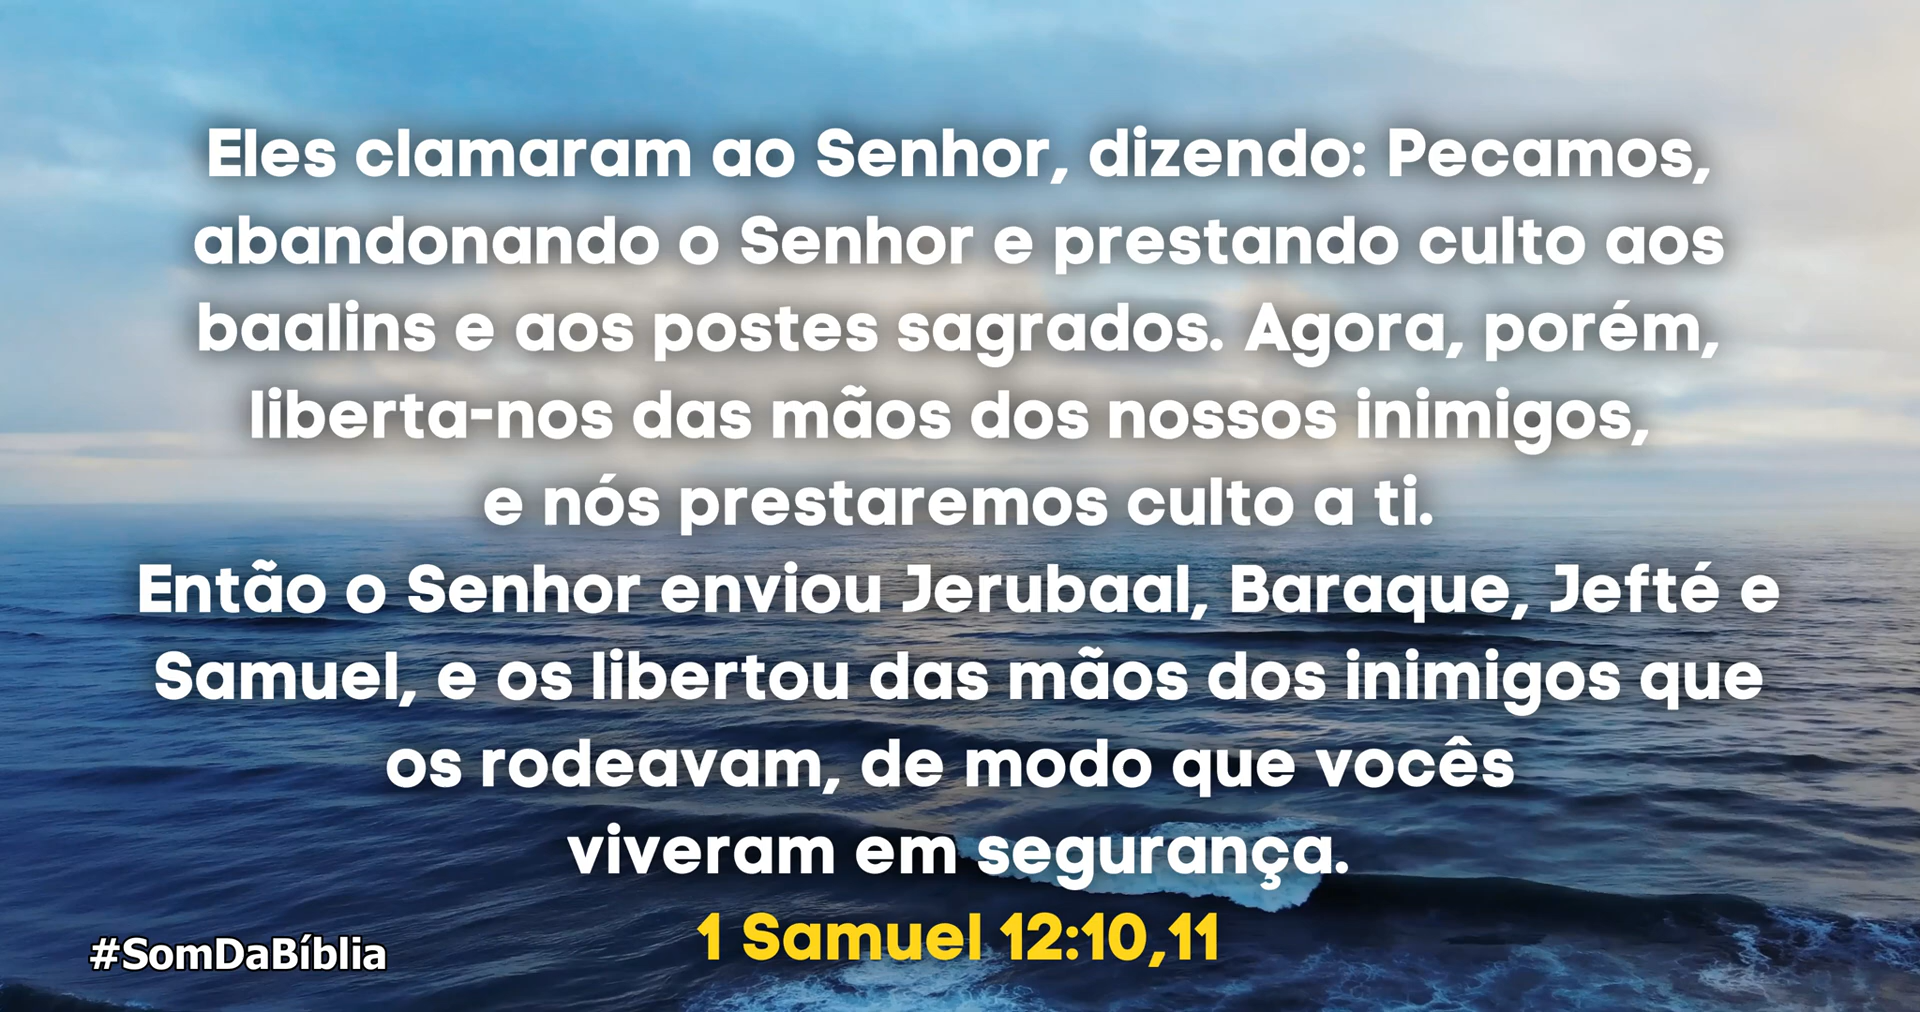 Eles clamaram ao Senhor, dizendo: Pecamos,
abandonando o Senhor e prestando culto aos
baalins e aos postes sagrados. Agora, porém,
liberta-nos das mãos dos nossos inimigos,
e nós prestaremos culto a ti.
Então o Senhor enviou Jerubaal, Baraque, Jefté e
Samuel, e os libertou das mãos dos inimigos que
os rodeavam, de modo que vocês
viveram em segurança.
1 Samuel 12:10,11
#SomDaBíblia